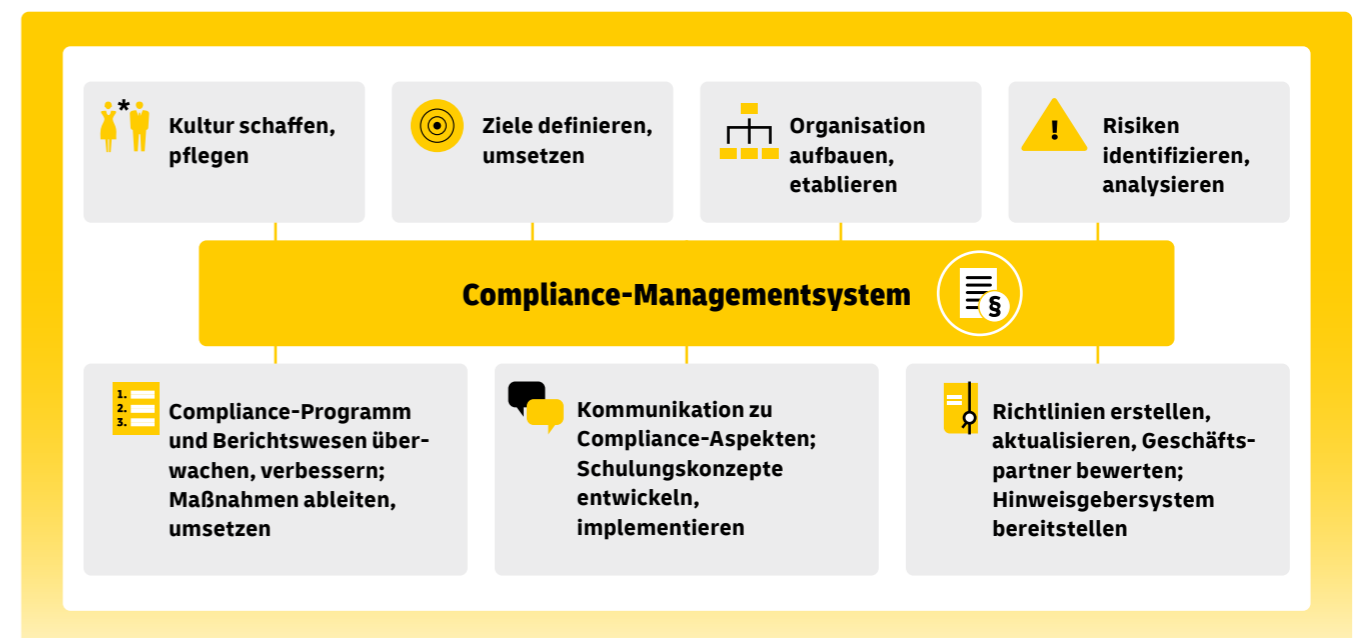 *
Kultur schaffen,
pflegen
Ziele definieren,
umsetzen
Organisation
aufbauen,
etablieren
!
Risiken
identifizieren,
analysieren
Compliance-Managementsystem
§
1.
2.
3.
Compliance-Programm
und Berichtswesen über-
wachen, verbessern;
Maßnahmen ableiten,
umsetzen
Kommunikation zu
Compliance-Aspekten;
Schulungskonzepte
entwickeln,
implementieren
Richtlinien erstellen,
aktualisieren, Geschäfts-
partner bewerten;
Hinweisgebersystem
bereitstellen